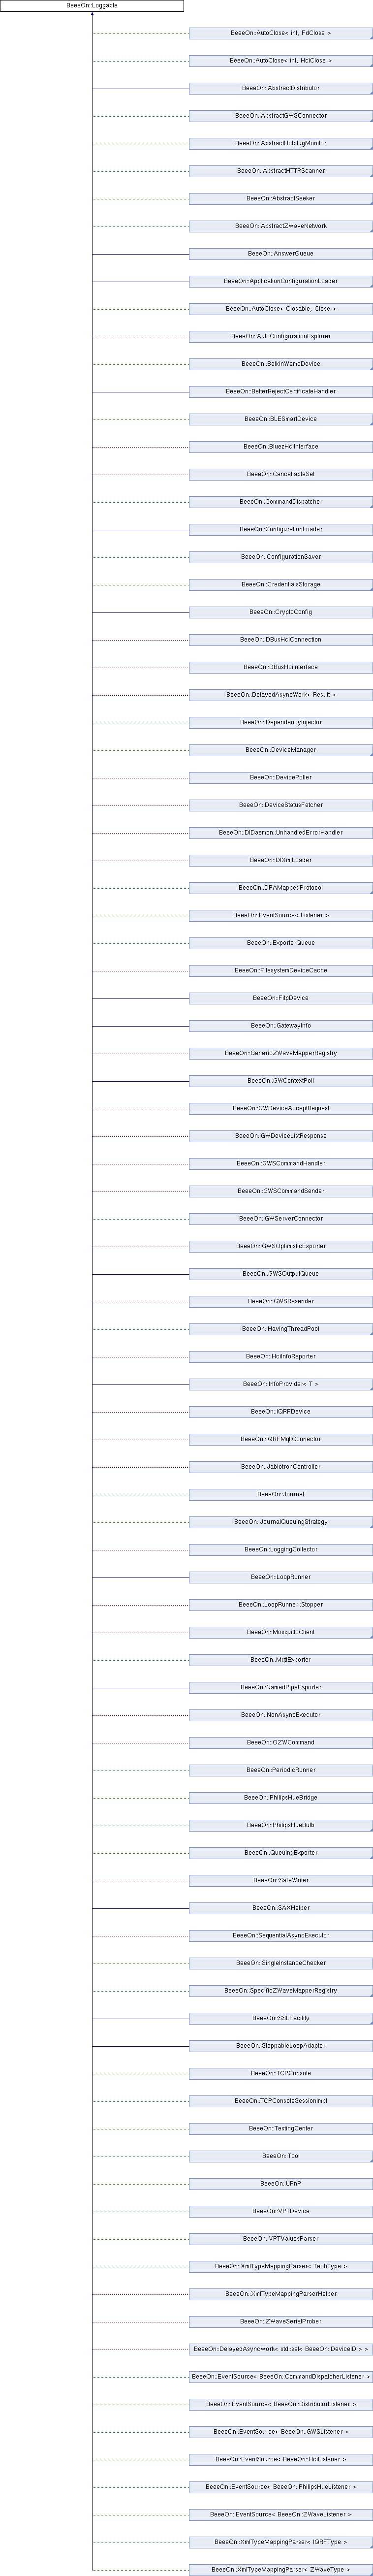 BeeeOn::Loggable
BeeeOn::AutoClose< int, FdClose >
BeeeOn::AutoClose< int, HciClose >
BeeeOn::AbstractDistributor
BeeeOn::AbstractGWSConnector
BeeeOn::AbstractHotplugMonitor
BeeeOn::AbstractHTTPScanner
BeeeOn::AbstractSeeker
BeeeOn::AbstractZWaveNetwork
BeeeOn::AnswerQueue
BeeeOn::ApplicationConfigurationLoader
BeeeOn::AutoClose< Closable, Close >
BeeeOn::AutoConfigurationExplorer
BeeeOn::BelkinWemoDevice
BeeeOn::BetterRejectCertificateHandler
BeeeOn::BLESmartDevice
BeeeOn::BluezHciInterface
BeeeOn::CancellableSet
BeeeOn::CommandDispatcher
BeeeOn::ConfigurationLoader
BeeeOn::ConfigurationSaver
BeeeOn::CredentialsStorage
BeeeOn::CryptoConfig
BeeeOn::DBusHciConnection
BeeeOn::DBusHciInterface
BeeeOn::DelayedAsyncWork< Result >
BeeeOn::DependencyInjector
BeeeOn::DeviceManager
BeeeOn::DevicePoller
BeeeOn::DeviceStatusFetcher
BeeeOn::DIDaemon::UnhandledErrorHandler
BeeeOn::DIXmlLoader
BeeeOn::DPAMappedProtocol
BeeeOn::EventSource< Listener >
BeeeOn::ExporterQueue
BeeeOn::FilesystemDeviceCache
BeeeOn::FitpDevice
BeeeOn::GatewayInfo
BeeeOn::GenericZWaveMapperRegistry
BeeeOn::GWContextPoll
BeeeOn::GWDeviceAcceptRequest
BeeeOn::GWDeviceListResponse
BeeeOn::GWSCommandHandler
BeeeOn::GWSCommandSender
BeeeOn::GWServerConnector
BeeeOn::GWSOptimisticExporter
BeeeOn::GWSOutputQueue
BeeeOn::GWSResender
BeeeOn::HavingThreadPool
BeeeOn::HciInfoReporter
BeeeOn::InfoProvider< T >
BeeeOn::IQRFDevice
BeeeOn::IQRFMqttConnector
BeeeOn::JablotronController
BeeeOn::Journal
BeeeOn::JournalQueuingStrategy
BeeeOn::LoggingCollector
BeeeOn::LoopRunner
BeeeOn::LoopRunner::Stopper
BeeeOn::MosquittoClient
BeeeOn::MqttExporter
BeeeOn::NamedPipeExporter
BeeeOn::NonAsyncExecutor
BeeeOn::OZWCommand
BeeeOn::PeriodicRunner
BeeeOn::PhilipsHueBridge
BeeeOn::PhilipsHueBulb
BeeeOn::QueuingExporter
BeeeOn::SafeWriter
BeeeOn::SAXHelper
BeeeOn::SequentialAsyncExecutor
BeeeOn::SingleInstanceChecker
BeeeOn::SpecificZWaveMapperRegistry
BeeeOn::SSLFacility
BeeeOn::StoppableLoopAdapter
BeeeOn::TCPConsole
BeeeOn::TCPConsoleSessionImpl
BeeeOn::TestingCenter
BeeeOn::Tool
BeeeOn::UPnP
BeeeOn::VPTDevice
BeeeOn::VPTValuesParser
BeeeOn::XmlTypeMappingParser< TechType >
BeeeOn::XmlTypeMappingParserHelper
BeeeOn::ZWaveSerialProber
BeeeOn::DelayedAsyncWork< std::set< BeeeOn::DeviceID > >
BeeeOn::EventSource< BeeeOn::CommandDispatcherListener >
BeeeOn::EventSource< BeeeOn::DistributorListener >
BeeeOn::EventSource< BeeeOn::GWSListener >
BeeeOn::EventSource< BeeeOn::HciListener >
BeeeOn::EventSource< BeeeOn::PhilipsHueListener >
BeeeOn::EventSource< BeeeOn::ZWaveListener >
BeeeOn::XmlTypeMappingParser< IQRFType >
BeeeOn::XmlTypeMappingParser< ZWaveType >